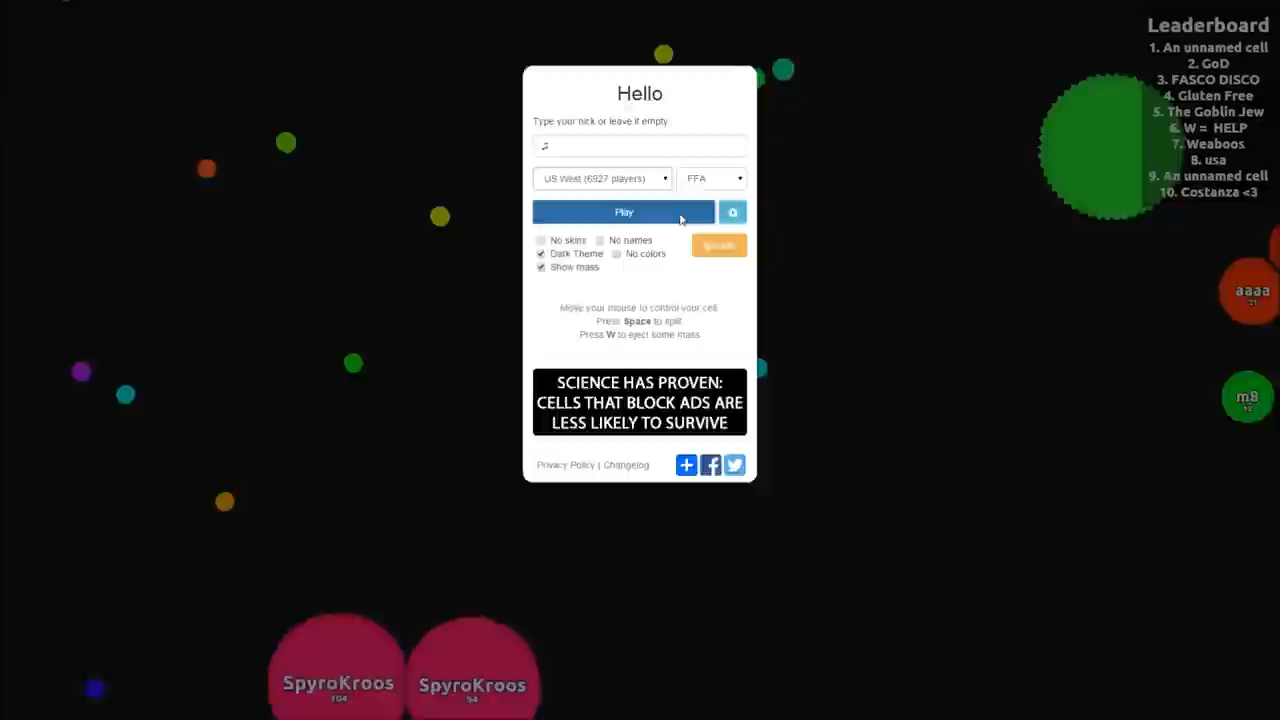 Leaderboard
1. An unnamed cell
2. GoD
3. FASCO DISCO
4. Gluten Free
5. The Goblin Jew
6. W = HELP
7. Weaboos
8. usa
9. An unnamed cell
10. Costanza <3
Hello
Type your nick or leave it empty
♫
US West (6927 players)
FFA
Play
No skins
No names
Dark Theme
No colors
Show mass
Move your mouse to control your cell
Press Space to split
Press W to eject some mass
SCIENCE HAS PROVEN:
CELLS THAT BLOCK ADS ARE
LESS LIKELY TO SURVIVE
Privacy Policy | Changelog
aaaa
21
m8
SpyroKroos
104
SpyroKroos
94